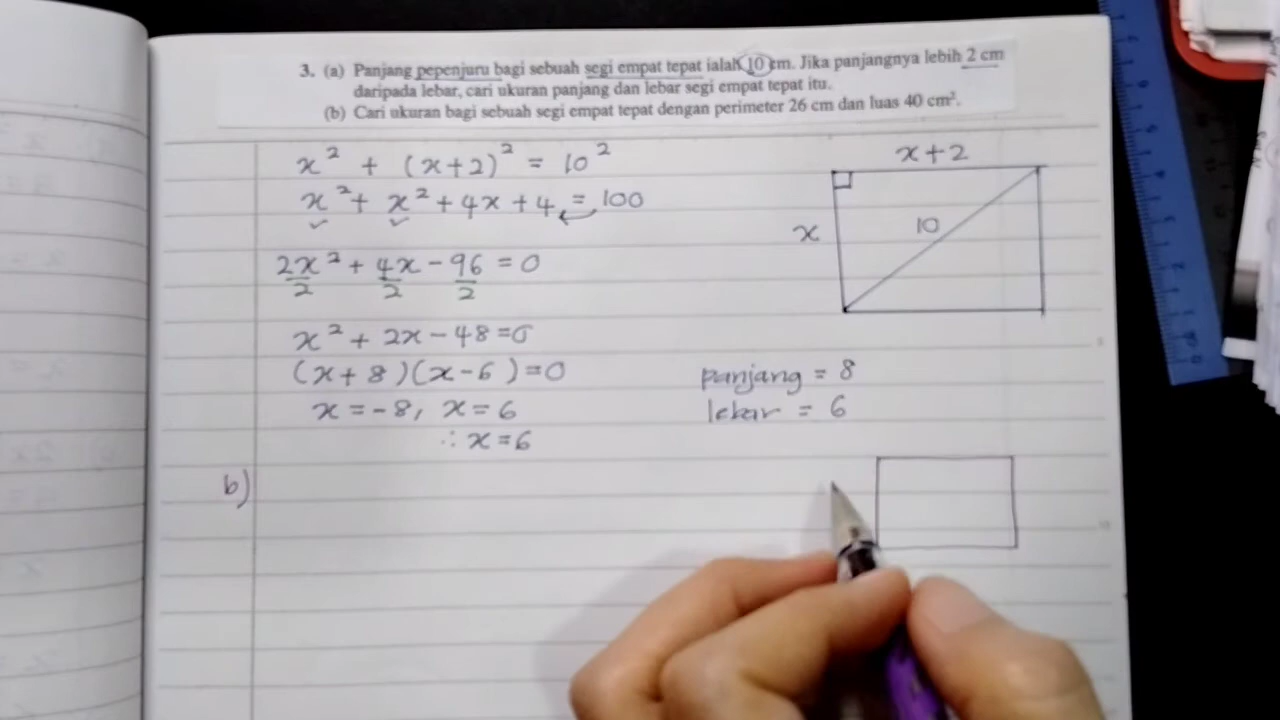 3. (a) Panjang pepenjuru bagi sebuah segi empat tepat ialah 10 cm. Jika panjangnya lebih 2 cm
daripada lebar, cari ukuran panjang dan lebar segi empat tepat itu.
(b) Cari ukuran bagi sebuah segi empat tepat dengan perimeter 26 cm dan luas 40 cm².
x² + (x+2)² = 10²
x² + x² + 4x + 4 = 100
2x²/2 + 4x/2 - 96/2 = 0
x² + 2x - 48 = 0
(x+8)(x-6) = 0
x = -8, x = 6
∴ x = 6
x+2
x
10
panjang = 8
lebar = 6
b)